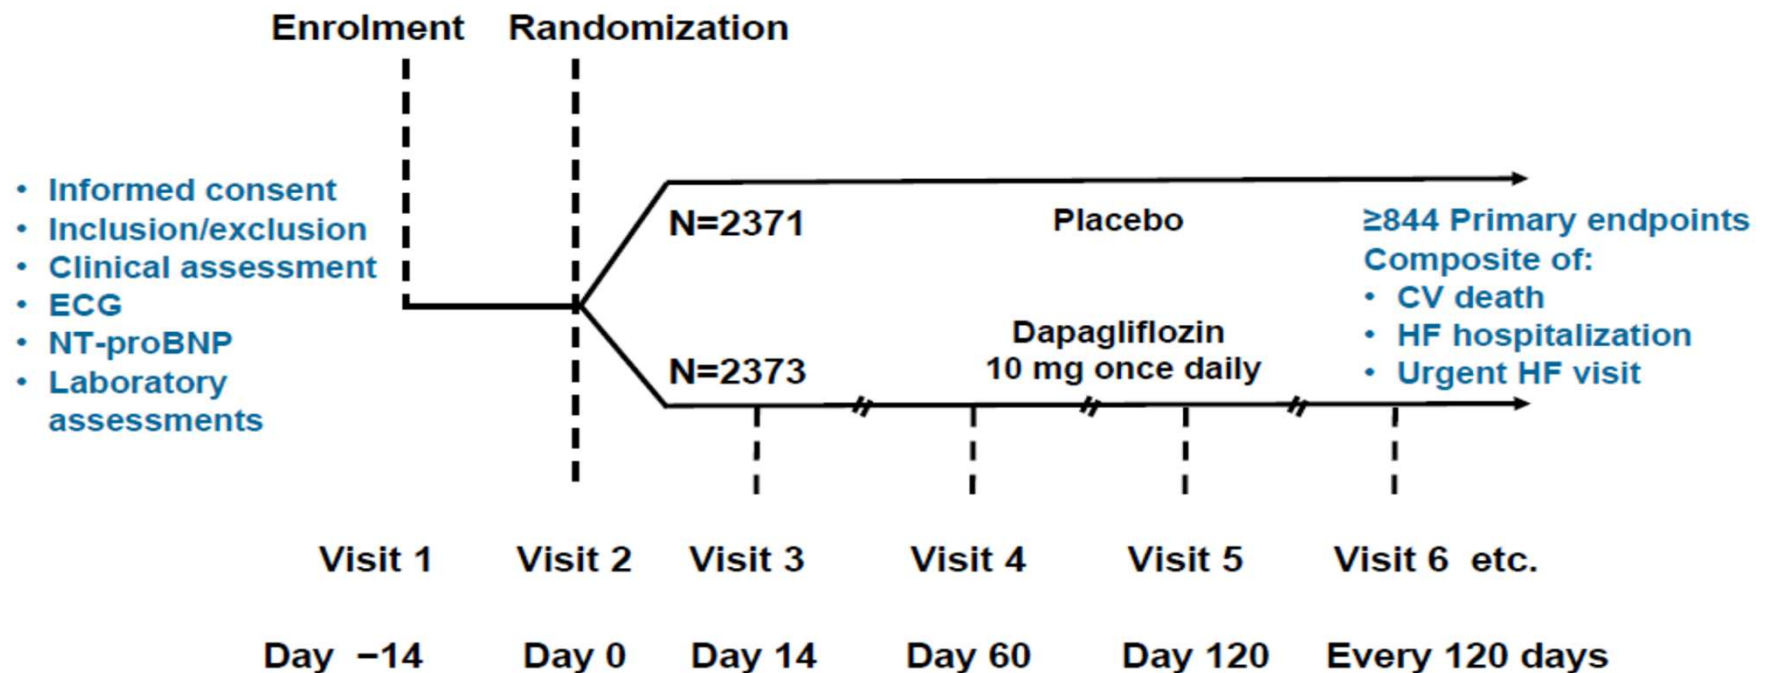 Enrolment Randomization
• Informed consent
• Inclusion/exclusion
• Clinical assessment
• ECG
• NT-proBNP
• Laboratory
assessments
N=2371
Placebo
N=2373
Dapagliflozin
10 mg once daily
≥844 Primary endpoints
Composite of:
• CV death
• HF hospitalization
• Urgent HF visit
Visit 1 Visit 2 Visit 3 Visit 4 Visit 5 Visit 6 etc.
Day −14 Day 0 Day 14 Day 60 Day 120 Every 120 days